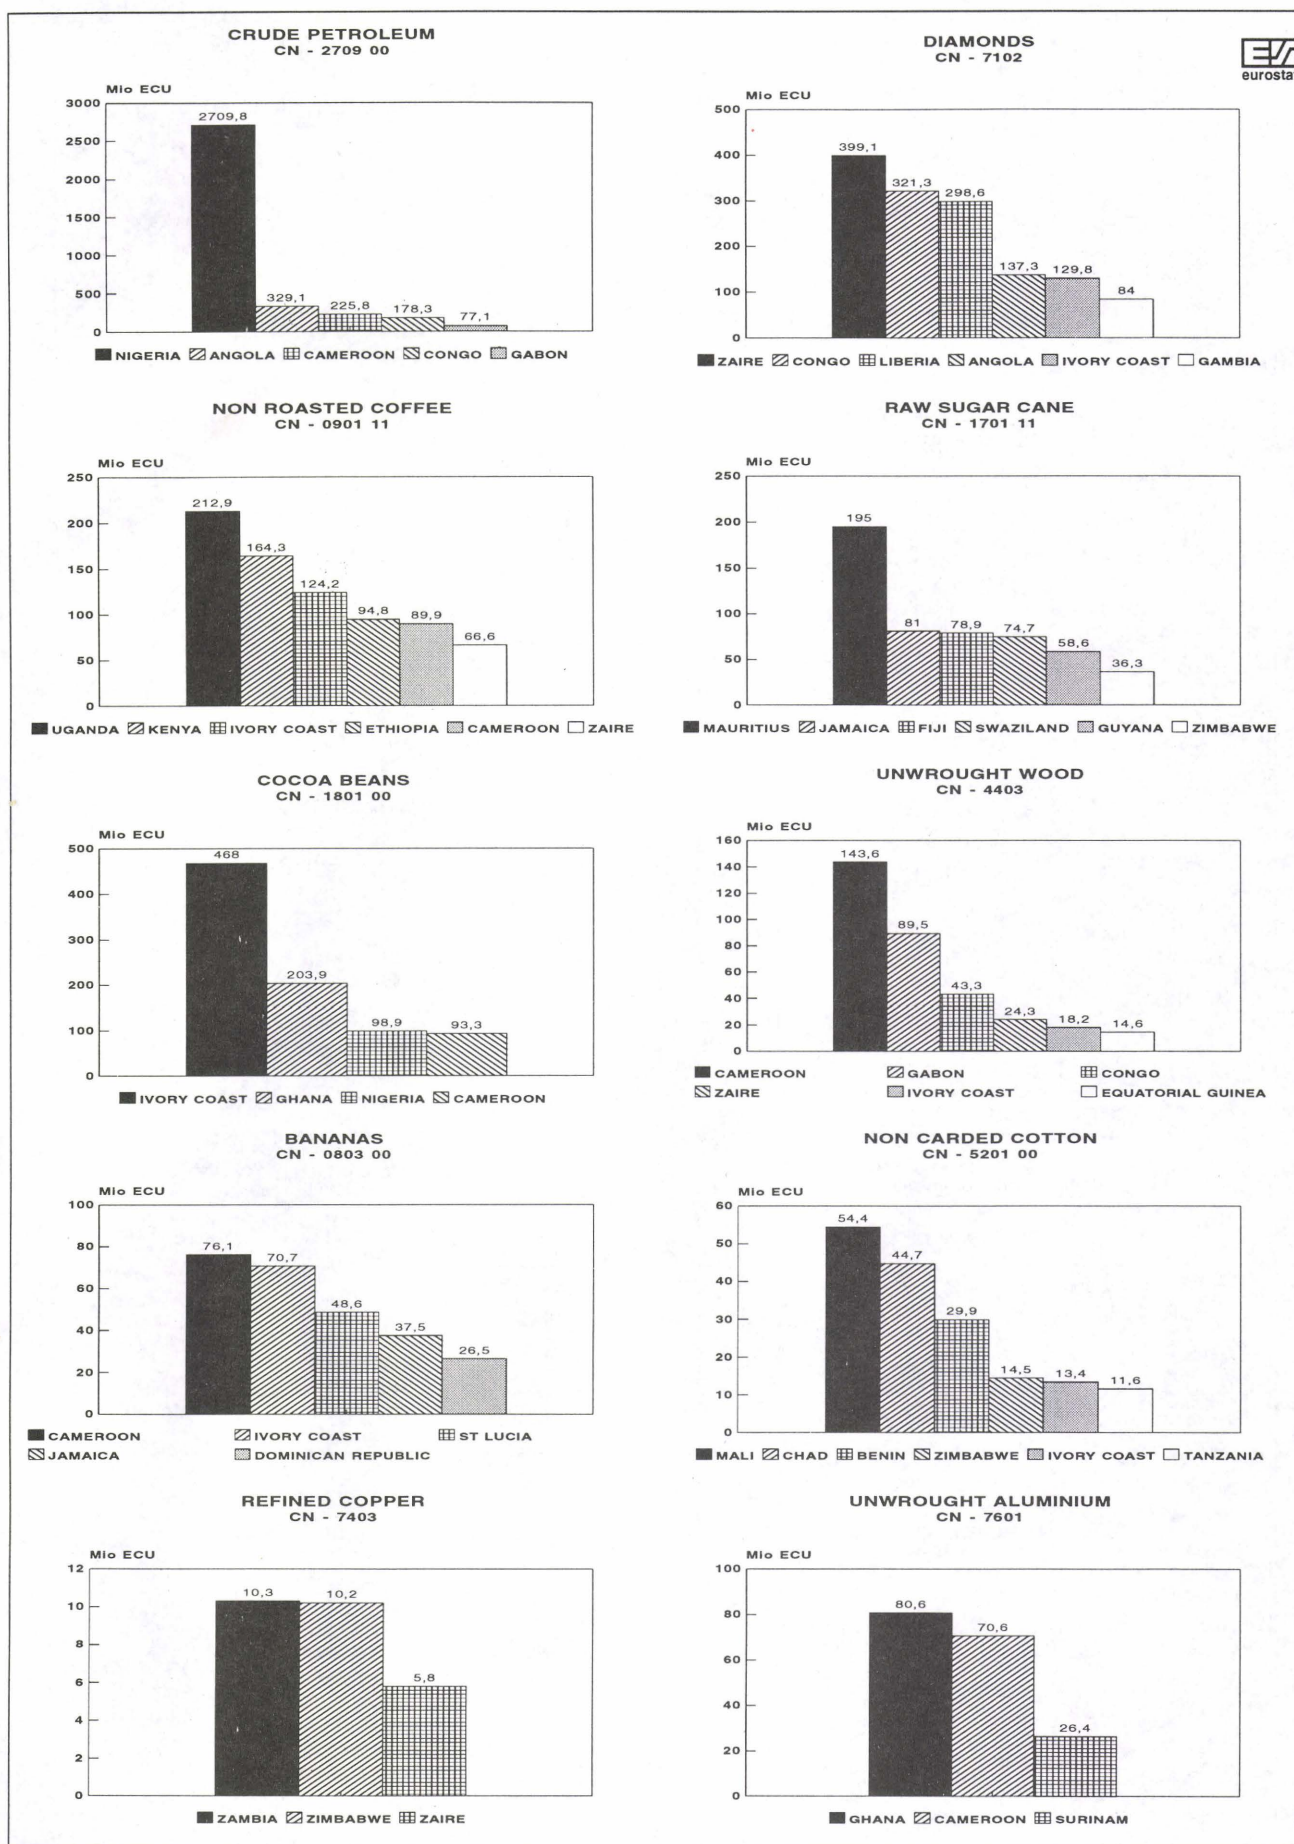 CRUDE PETROLEUM
CN - 2709 00
Mio ECU
3000
2500
2000
1500
1000
500
0
2709,8
329,1
225,8
178,3
77,1
NIGERIA ANGOLA CAMEROON CONGO GABON
DIAMONDS
CN - 7102
eurostat
Mio ECU
500
400
300
200
100
0
399,1
321,3
298,6
137,3
129,8
84
ZAIRE CONGO LIBERIA ANGOLA IVORY COAST GAMBIA
NON ROASTED COFFEE
CN - 0901 11
Mio ECU
250
200
150
100
50
0
212,9
164,3
124,2
94,8
89,9
66,6
UGANDA KENYA IVORY COAST ETHIOPIA CAMEROON ZAIRE
RAW SUGAR CANE
CN - 1701 11
Mio ECU
250
200
150
100
50
0
195
81
78,9
74,7
58,6
36,3
MAURITIUS JAMAICA FIJI SWAZILAND GUYANA ZIMBABWE
COCOA BEANS
CN - 1801 00
Mio ECU
500
400
300
200
100
0
468
203,9
98,9
93,3
IVORY COAST GHANA NIGERIA CAMEROON
UNWROUGHT WOOD
CN - 4403
Mio ECU
160
140
120
100
80
60
40
20
0
143,6
89,5
43,3
24,3
18,2
14,6
CAMEROON GABON CONGO
ZAIRE IVORY COAST EQUATORIAL GUINEA
BANANAS
CN - 0803 00
Mio ECU
100
80
60
40
20
0
76,1
70,7
48,6
37,5
26,5
CAMEROON IVORY COAST ST LUCIA
JAMAICA DOMINICAN REPUBLIC
NON CARDED COTTON
CN - 5201 00
Mio ECU
60
50
40
30
20
10
0
54,4
44,7
29,9
14,5
13,4
11,6
MALI CHAD BENIN ZIMBABWE IVORY COAST TANZANIA
REFINED COPPER
CN - 7403
Mio ECU
12
10
8
6
4
2
0
10,3
10,2
5,8
ZAMBIA ZIMBABWE ZAIRE
UNWROUGHT ALUMINIUM
CN - 7601
Mio ECU
100
80
60
40
20
0
80,6
70,6
26,4
GHANA CAMEROON SURINAM